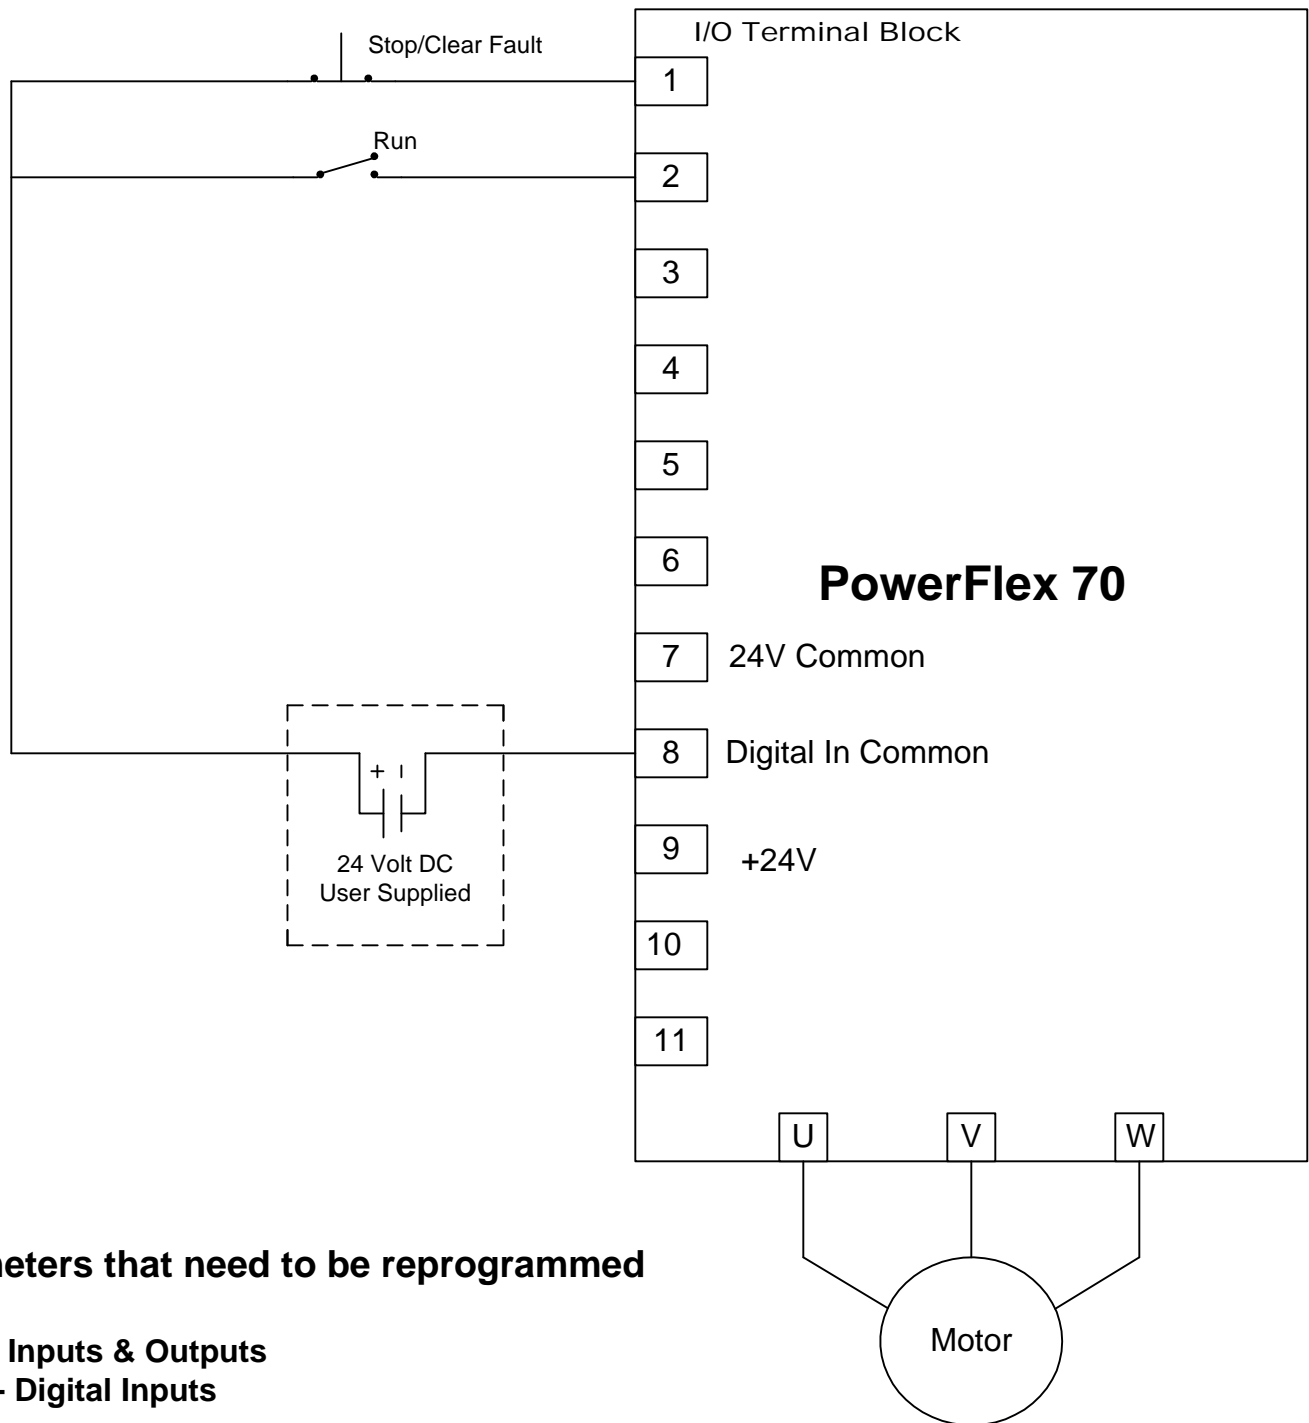 I/O Terminal Block
Stop/Clear Fault
1
Run
2
3
4
5
6
PowerFlex 70
7 24V Common
8 Digital In Common
+ -
24 Volt DC
User Supplied
9 +24V
10
11
U V W
Motor
that need to be reprogrammed
Inputs & Outputs
- Digital Inputs